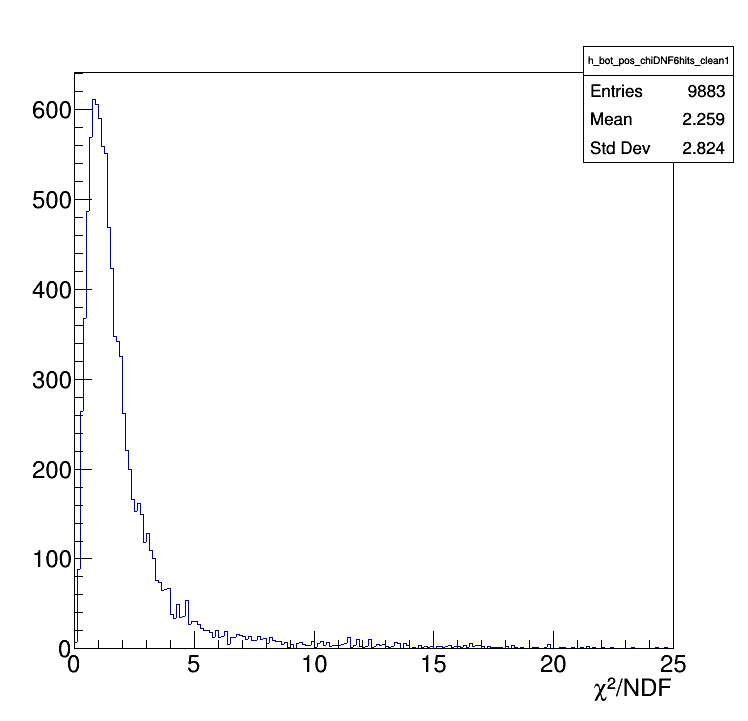 h_bot_pos_chiDNF6hits_clean1
Entries 9883
Mean 2.259
Std Dev 2.824
600
500
400
300
200
100
0
0 5 10 15 20 25
χ²/NDF